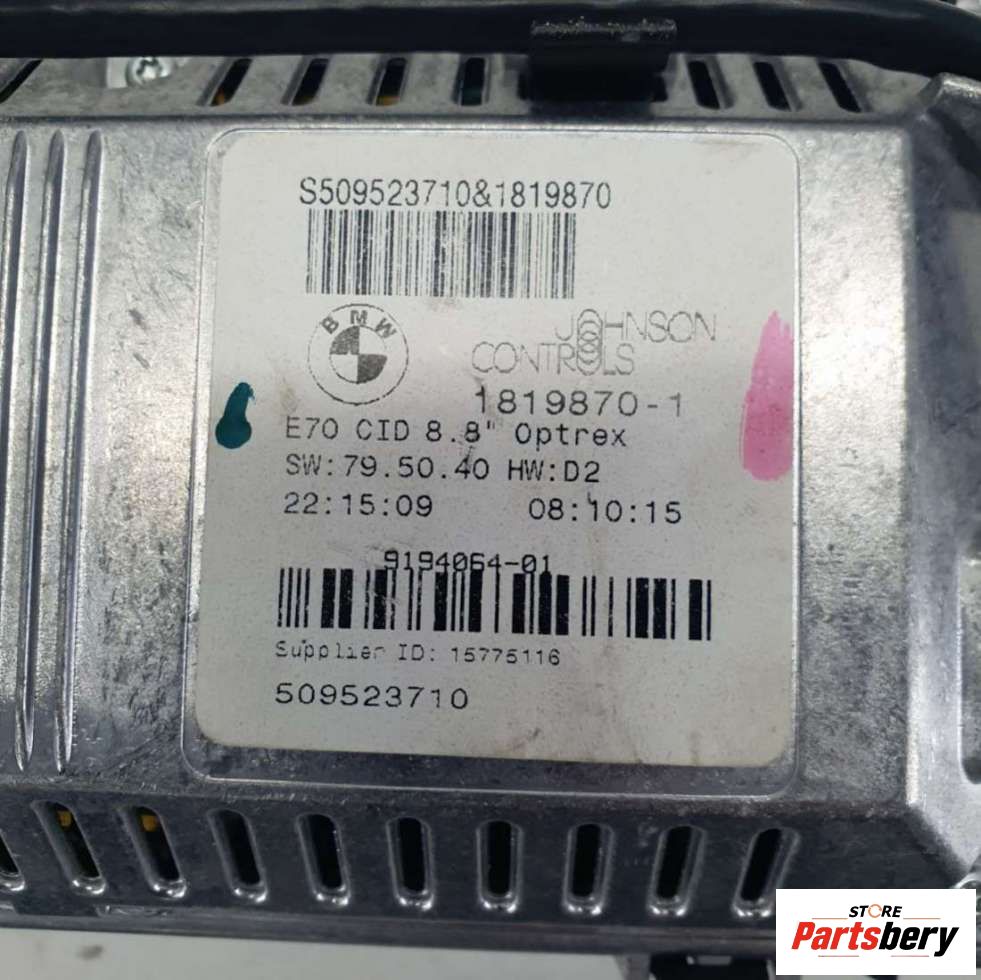 S509523710&1819870
BMW
JOHNSON
CONTROLS
1819870-1
E70 CID 8.8" Optrex
SW:79.50.40 HW:D2
22:15:09 08:10:15
9194064-01
Supplier ID: 15775116
509523710
STORE
Partsbery